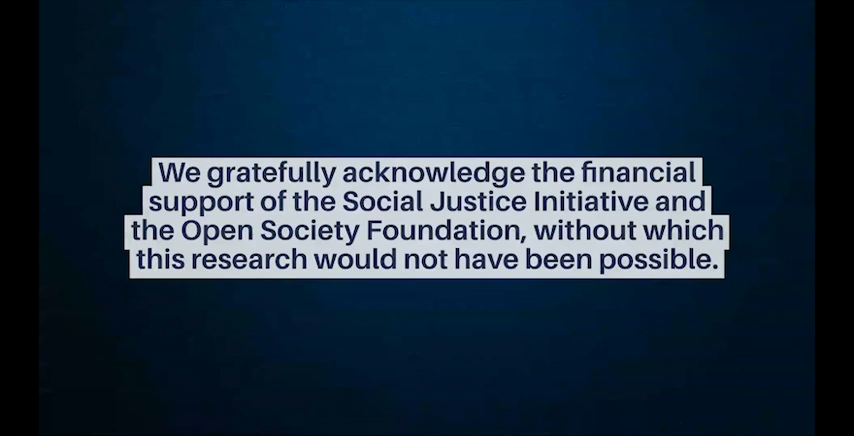 We gratefully acknowledge the financial
support of the Social Justice Initiative and
the Open Society Foundation, without which
this research would not have been possible.